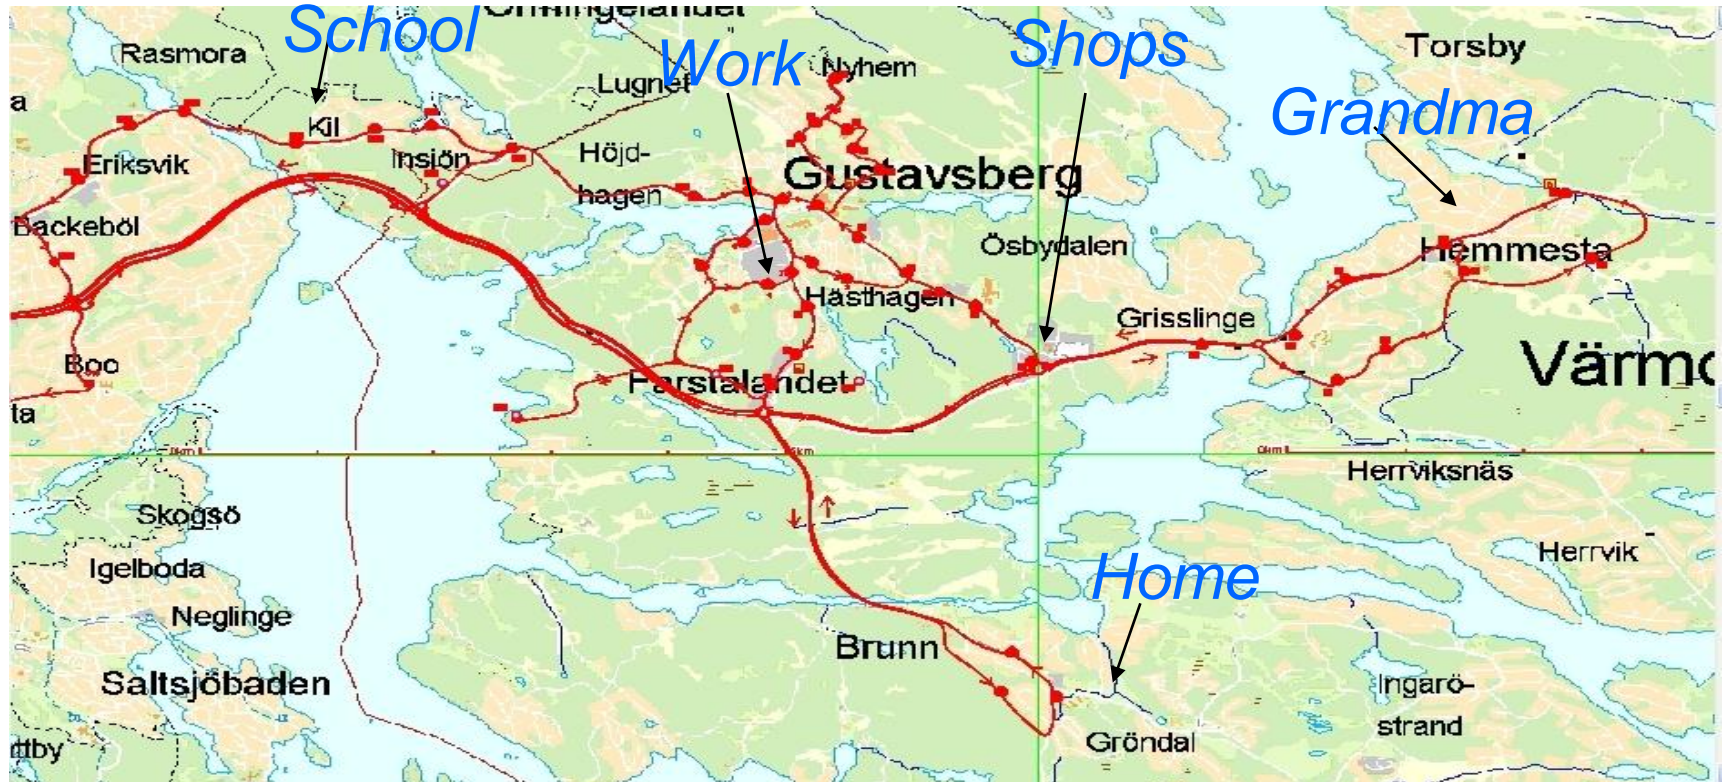 School
Work
Shops
Grandma
Rasmora
Lugnet
Nyhem
Torsby
a
Kil
Eriksvik
Insjön
Höjd-
hagen
Gustavsberg
Backeböl
Ösbydalen
Hemmesta
Hästhagen
Grisslinge
Boo
Farstalandet
ta
Herrviksnäs
Skogsö
Igelboda
Neglinge
Herrvik
Home
Brunn
Saltsjöbaden
Ingarö-
strand
Gröndal